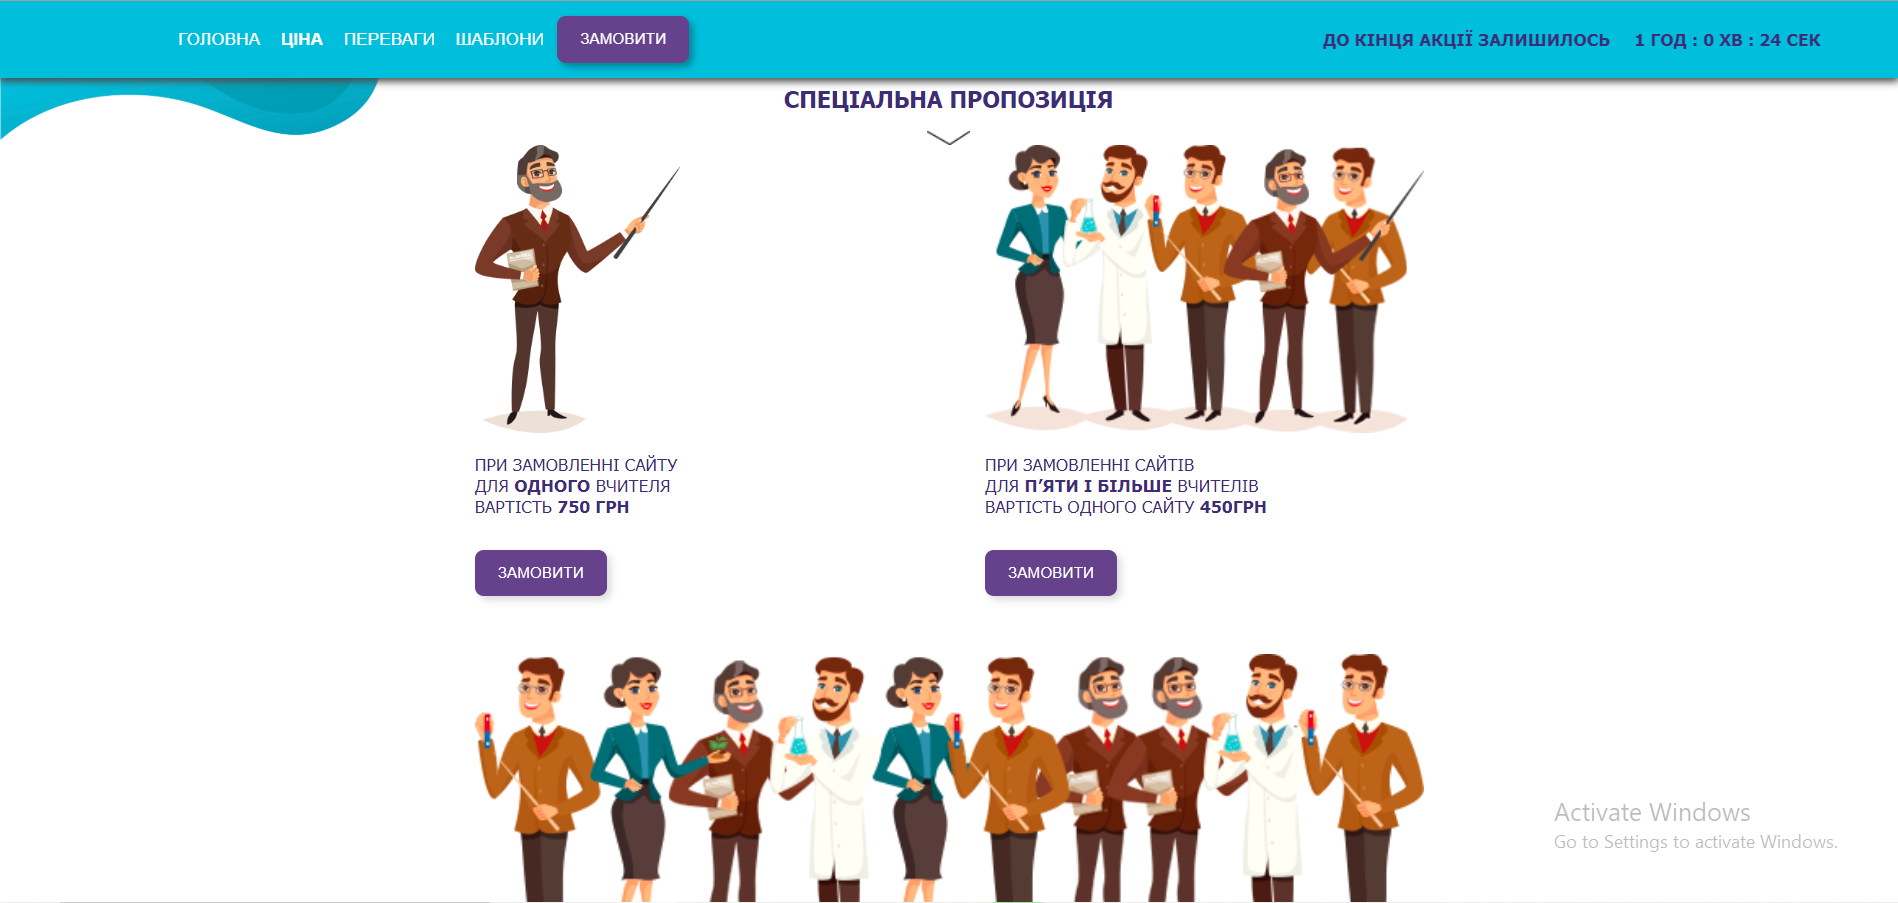 ГОЛОВНА ЦІНА ПЕРЕВАГИ ШАБЛОНИ ЗАМОВИТИ ДО КІНЦЯ АКЦІЇ ЗАЛИШИЛОСЬ 1 ГОД : 0 ХВ : 24 СЕК
СПЕЦІАЛЬНА ПРОПОЗИЦІЯ
ПРИ ЗАМОВЛЕННІ САЙТУ
ДЛЯ ОДНОГО ВЧИТЕЛЯ
ВАРТІСТЬ 750 ГРН
ЗАМОВИТИ
ПРИ ЗАМОВЛЕННІ САЙТІВ
ДЛЯ П’ЯТИ І БІЛЬШЕ ВЧИТЕЛІВ
ВАРТІСТЬ ОДНОГО САЙТУ 450ГРН
ЗАМОВИТИ
Activate Windows
Go to Settings to activate Windows.